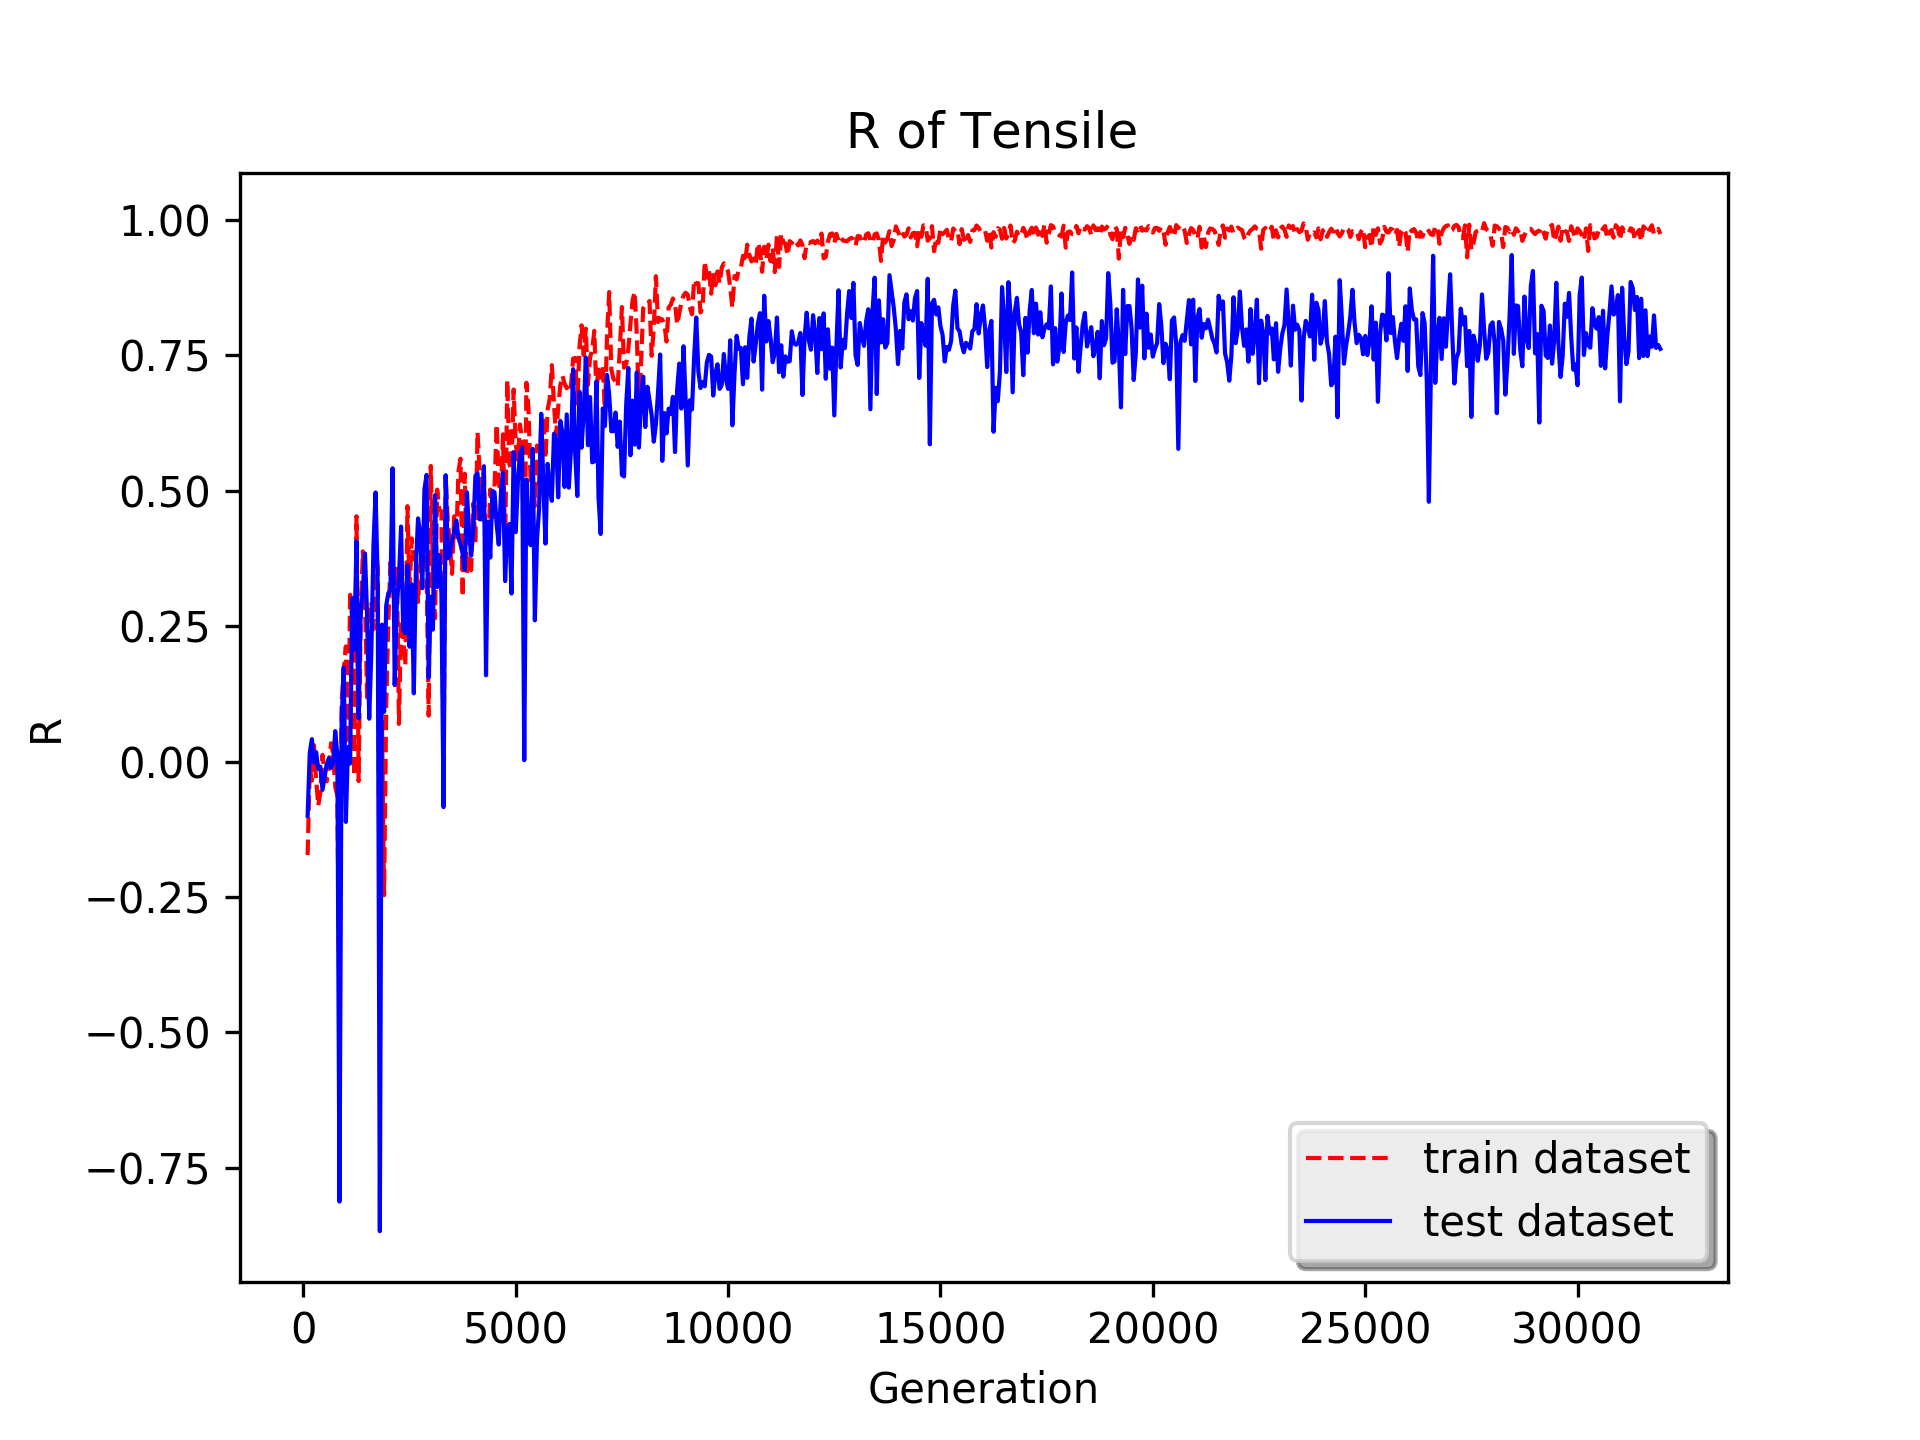 R of Tensile
1.00
0.75
0.50
0.25
0.00
−0.25
−0.50
−0.75
R
0 5000 10000 15000 20000 25000 30000
Generation
train dataset
test dataset